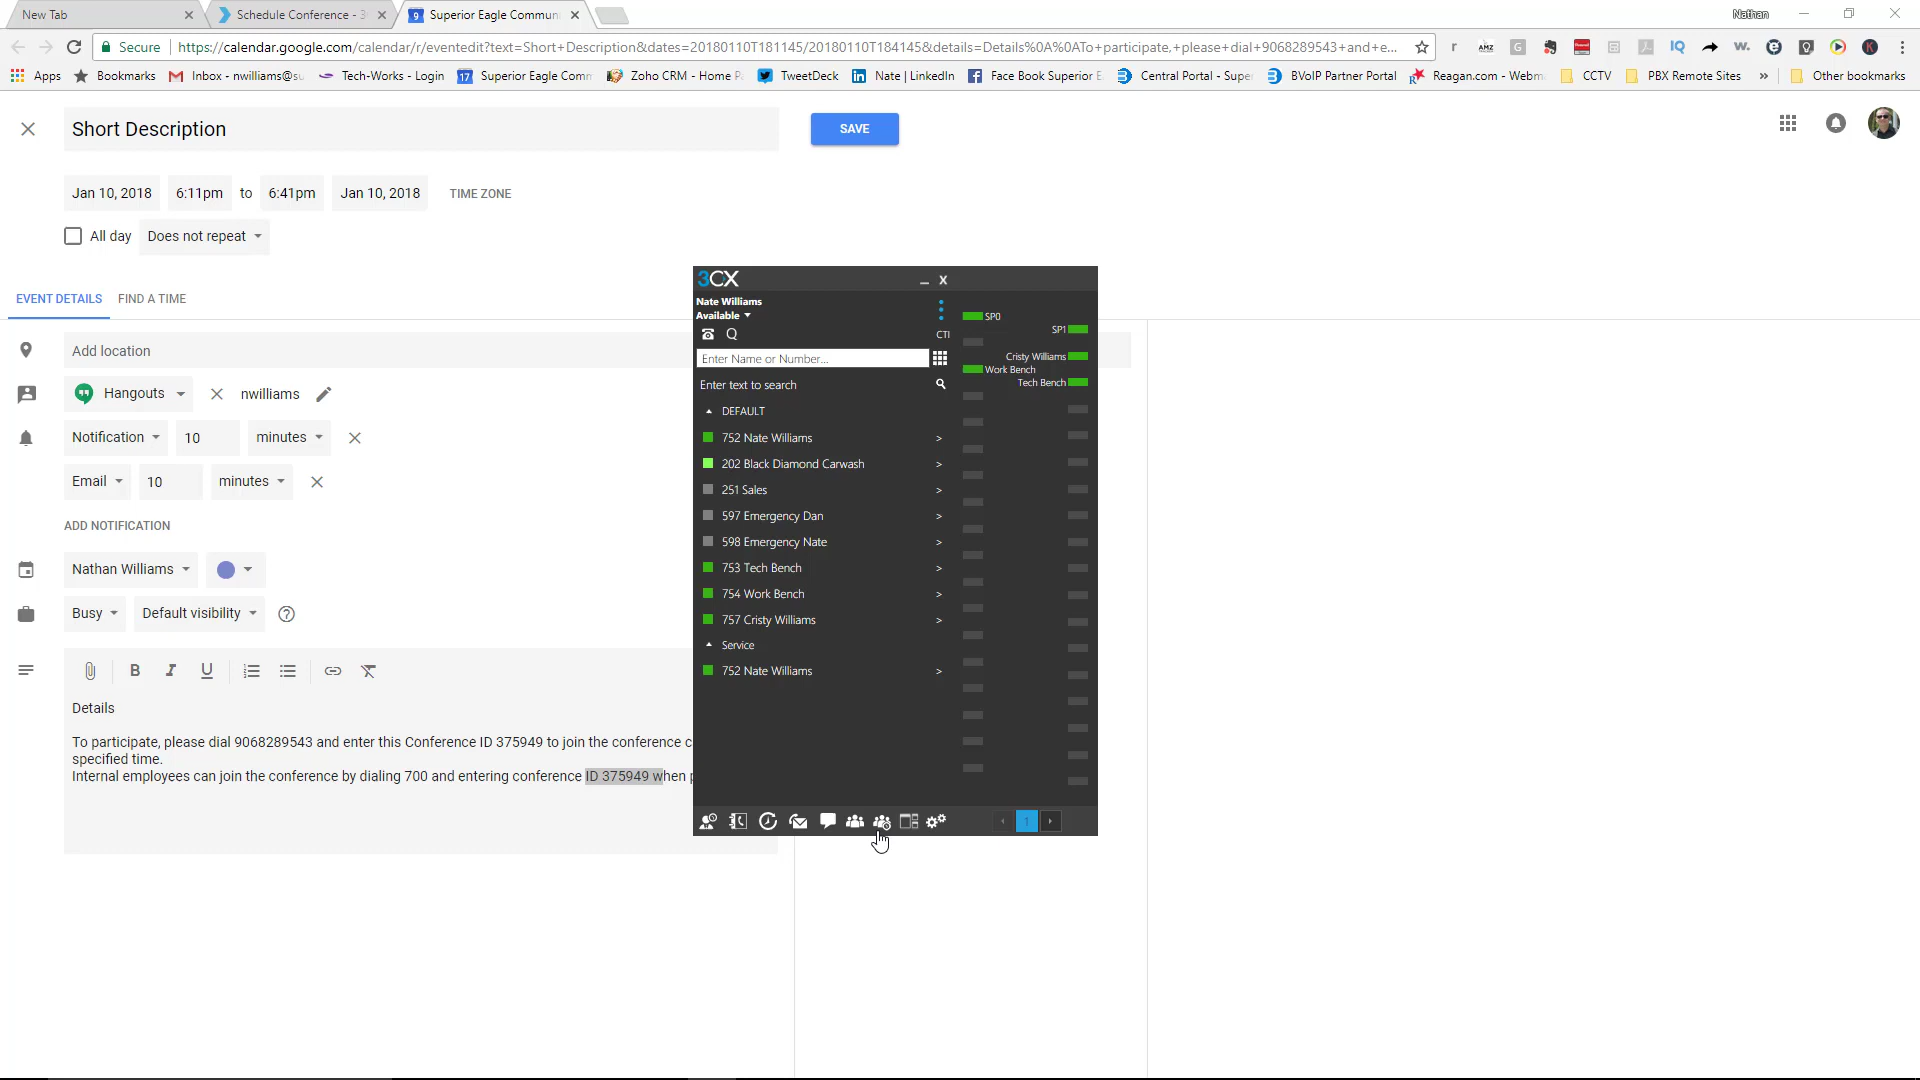 New Tab
Schedule Conference - 3
Superior Eagle Commun
Nathan
Secure
https://calendar.google.com/calendar/r/eventedit?text=Short+Description&dates=20180110T181145/20180110T184145&details=Details%0A%0ATo+participate,+please+dial+9068289543+and+e...
Apps
Bookmarks
Inbox - nwilliams@su
Tech-Works - Login
Superior Eagle Comm
Zoho CRM - Home P
TweetDeck
Nate | LinkedIn
Face Book Superior E
Central Portal - Supe
BVoIP Partner Portal
Reagan.com - Webm
CCTV
PBX Remote Sites
»
Other bookmarks
Short Description
SAVE
Jan 10, 2018
6:11pm
to
6:41pm
Jan 10, 2018
TIME ZONE
All day
Does not repeat
EVENT DETAILS
FIND A TIME
Add location
Hangouts
nwilliams
Notification
10
minutes
Email
10
minutes
ADD NOTIFICATION
Nathan Williams
Busy
Default visibility
B
I
U
Details
To participate, please dial 9068289543 and enter this Conference ID 375949 to join the conference c
specified time.
Internal employees can join the conference by dialing 700 and entering conference ID 375949 when p
3CX
Nate Williams
Available
CTI
Enter Name or Number...
Enter text to search
DEFAULT
752 Nate Williams
202 Black Diamond Carwash
251 Sales
597 Emergency Dan
598 Emergency Nate
753 Tech Bench
754 Work Bench
757 Cristy Williams
Service
752 Nate Williams
SP0
SP1
Cristy Williams
Work Bench
Tech Bench
1